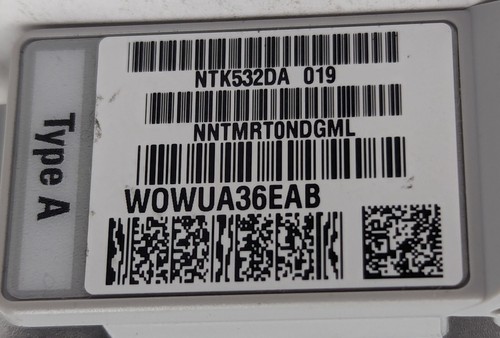 Type A
NTK532DA 019
NNTMRT0NDGML
WOWUA36EAB